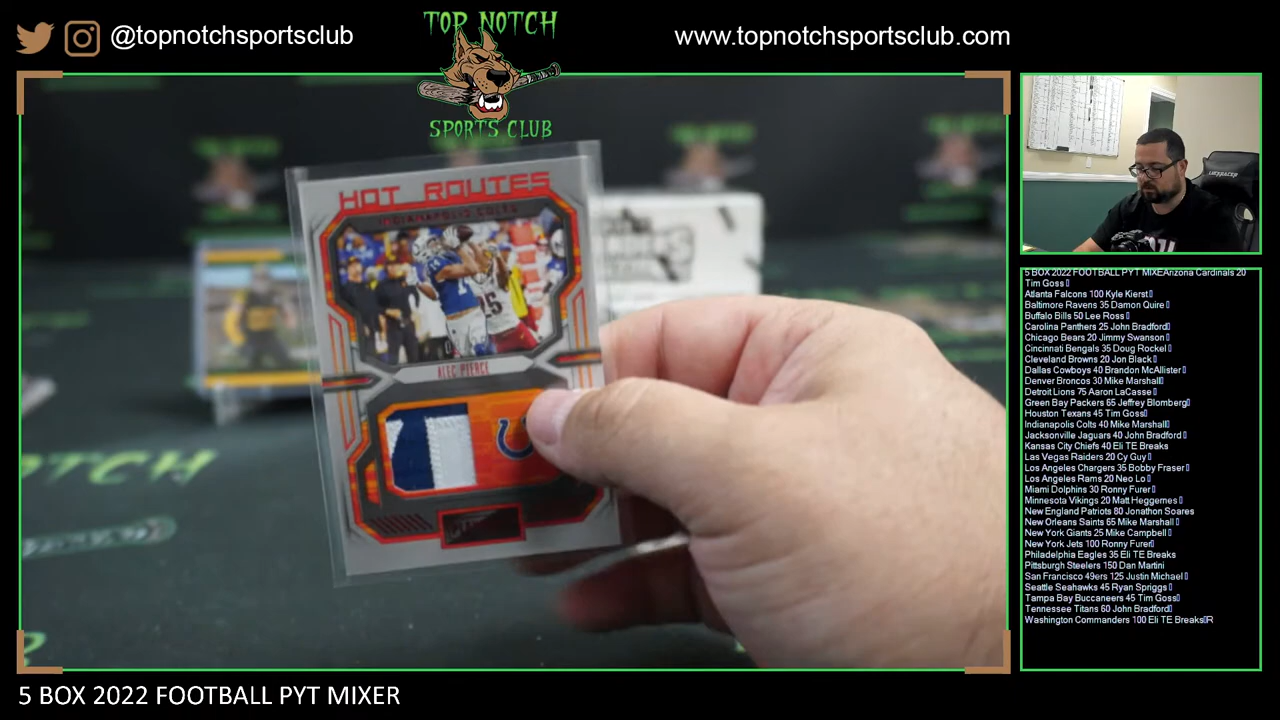 @topnotchsportsclub
TOP NOTCH
SPORTS CLUB
www.topnotchsportsclub.com
HOT ROUTES
INDIANAPOLIS COLTS
ALEC PIERCE
NOTCH
5 BOX 2022 FOOTBALL PYT MIXEArizona Cardinals 20
Tim Goss
Atlanta Falcons 100 Kyle Kierst
Baltimore Ravens 35 Damon Quire
Buffalo Bills 50 Lee Ross
Carolina Panthers 25 John Bradford
Chicago Bears 20 Jimmy Swanson
Cincinnati Bengals 35 Doug Rockel
Cleveland Browns 20 Jon Black
Dallas Cowboys 40 Brandon McAllister
Denver Broncos 30 Mike Marshall
Detroit Lions 75 Aaron LaCasse
Green Bay Packers 65 Jeffrey Blomberg
Houston Texans 45 Tim Goss
Indianapolis Colts 40 Mike Marshall
Jacksonville Jaguars 40 John Bradford
Kansas City Chiefs 40 Eli TE Breaks
Las Vegas Raiders 20 Cy Guy
Los Angeles Chargers 35 Bobby Fraser
Los Angeles Rams 20 Neo Lo
Miami Dolphins 30 Ronny Furer
Minnesota Vikings 20 Matt Heggernes
New England Patriots 80 Jonathon Soares
New Orleans Saints 65 Mike Marshall
New York Giants 25 Mike Campbell
New York Jets 100 Ronny Furer
Philadelphia Eagles 35 Eli TE Breaks
Pittsburgh Steelers 150 Dan Martini
San Francisco 49ers 125 Justin Michael
Seattle Seahawks 45 Ryan Spriggs
Tampa Bay Buccaneers 45 Tim Goss
Tennessee Titans 60 John Bradford
Washington Commanders 100 Eli TE Breaks R
5 BOX 2022 FOOTBALL PYT MIXER